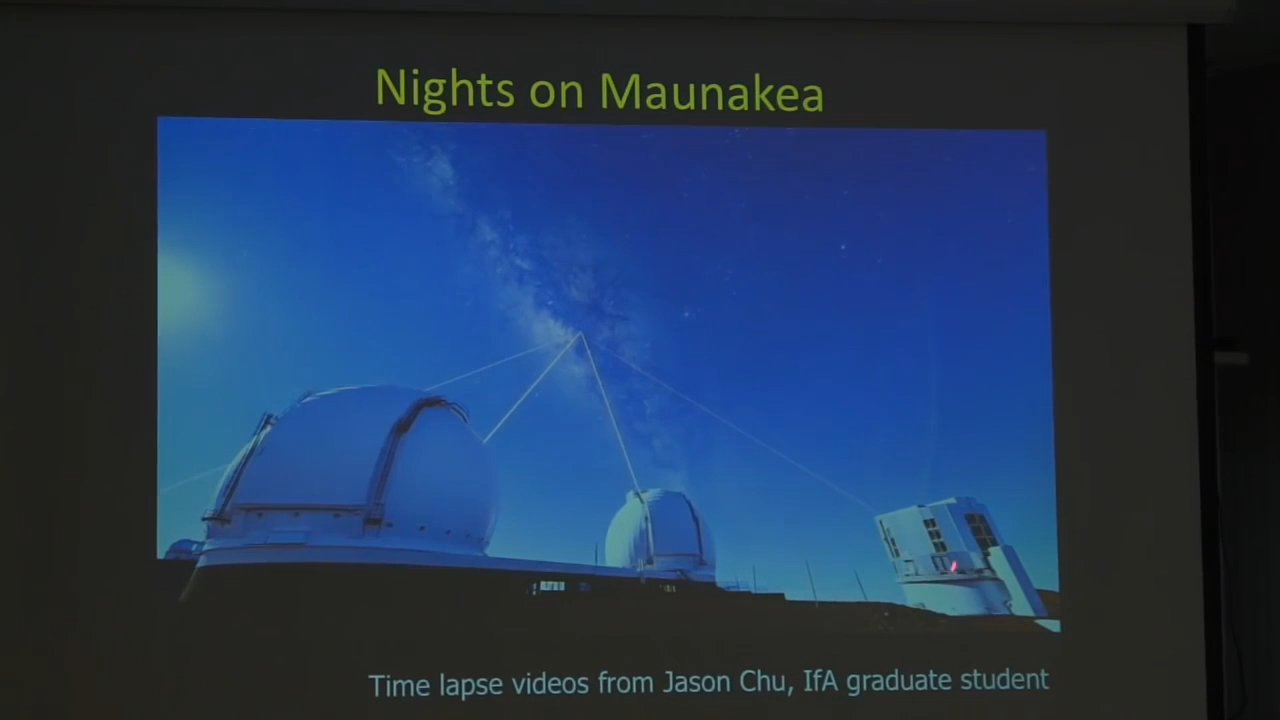 Nights on Maunakea
Time lapse videos from Jason Chu, IfA graduate student